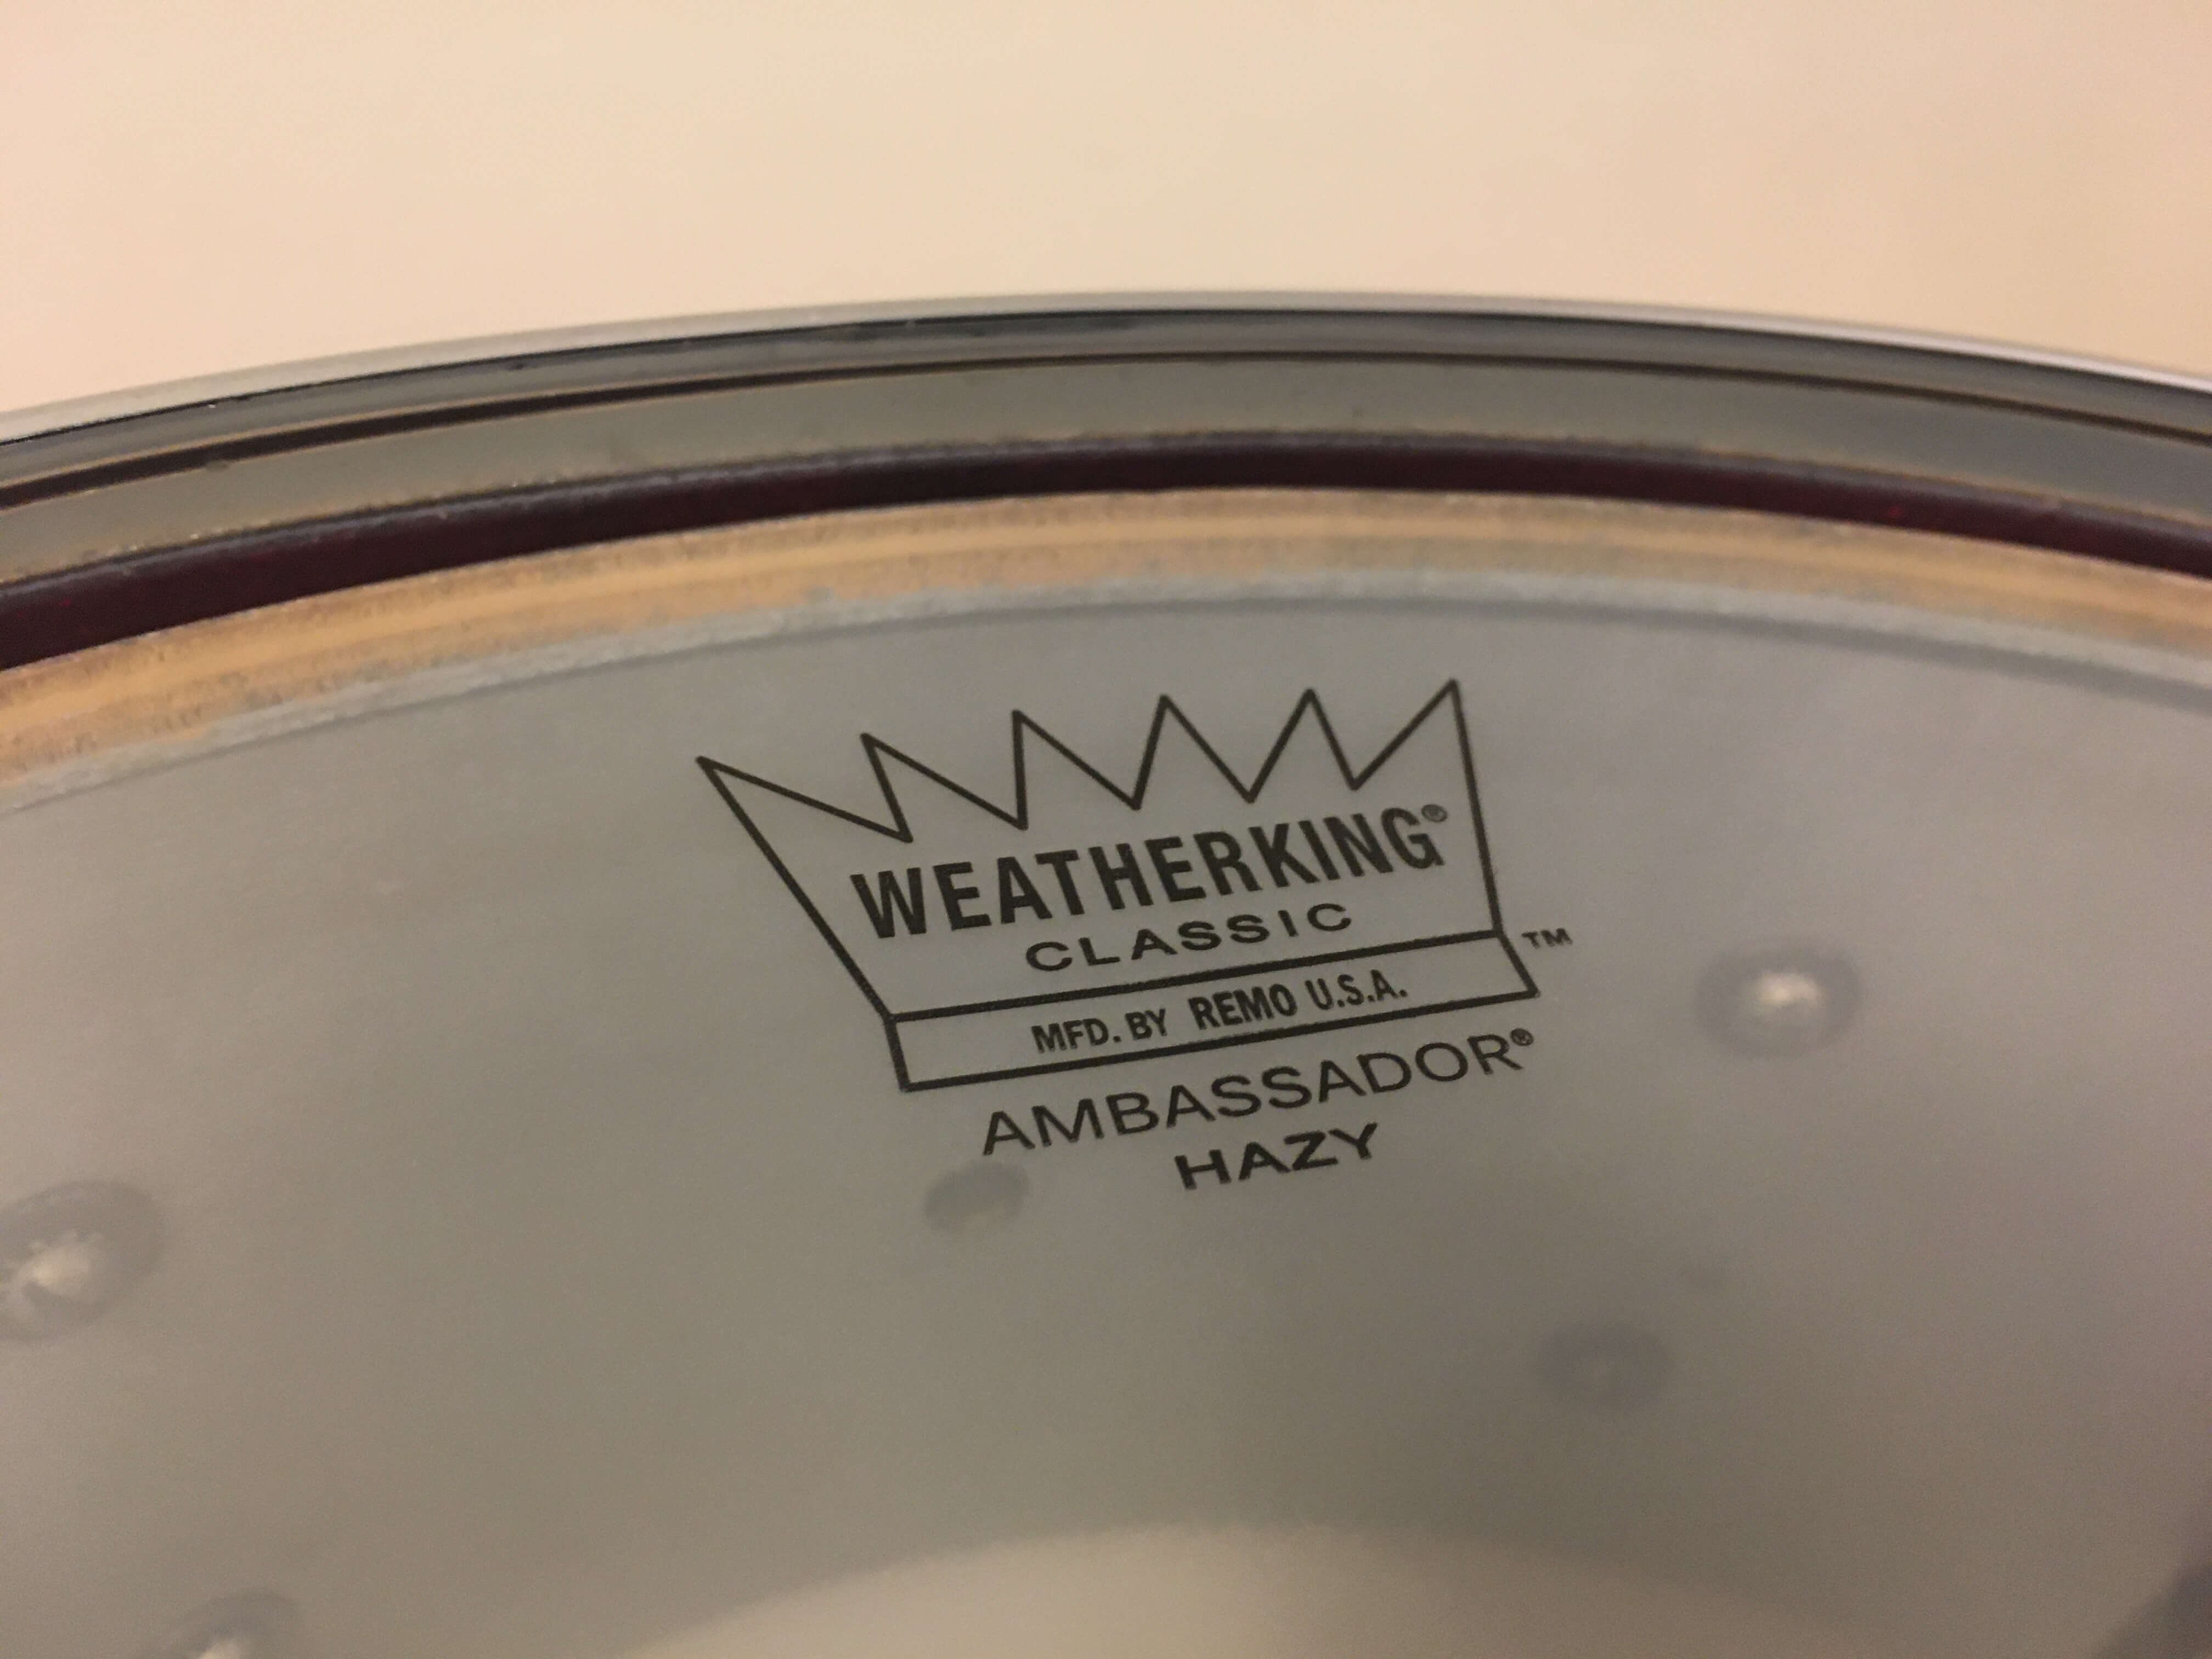 WEATHERKING®
CLASSIC
™
MFD. BY REMO U.S.A.
AMBASSADOR®
HAZY